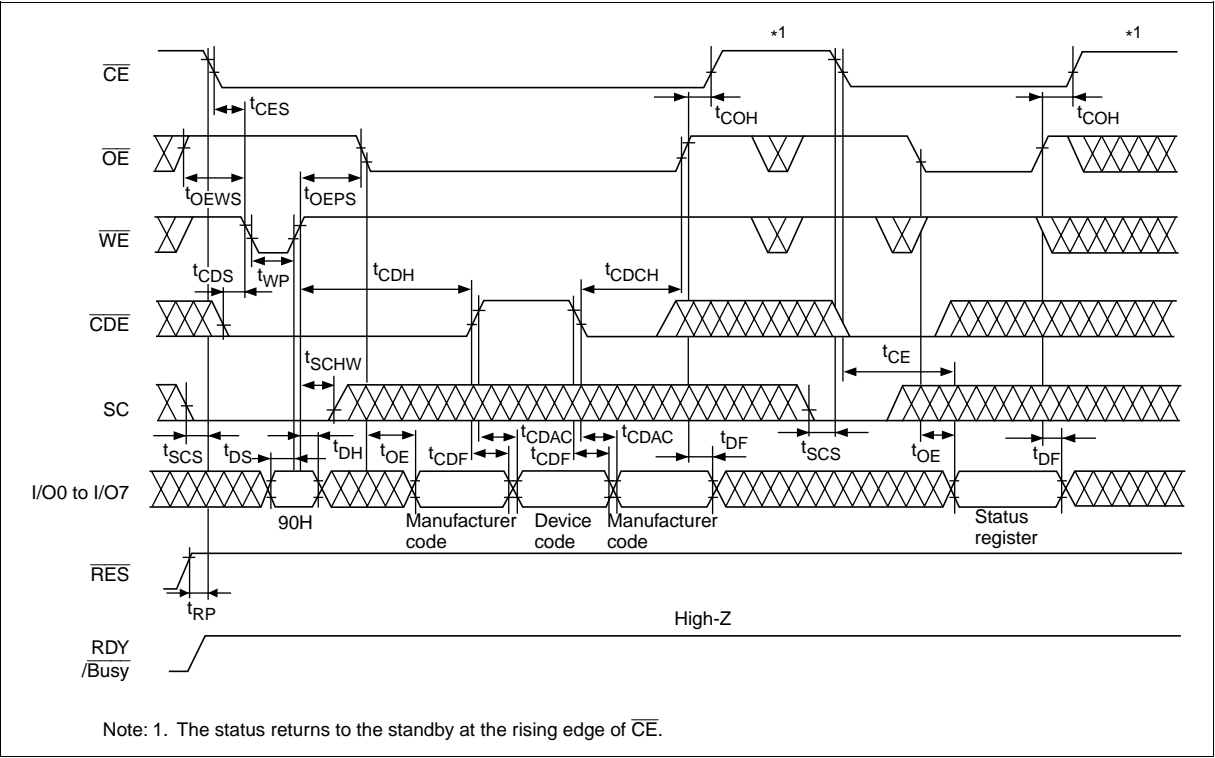 *1 *1
CE
tCES
tCOH tCOH
OE
tOEWS tOEPS
WE
tCDS tWP tCDH tCDCH
CDE
tSCHW tCE
SC
tSCS tDS tDH tOE tCDF tCDAC tCDF tCDAC tDF tSCS tOE tDF
I/O0 to I/O7
90H Manufacturer code Device code Manufacturer code Status register
RES
tRP
High-Z
RDY
/Busy
Note: 1. The status returns to the standby at the rising edge of CE.